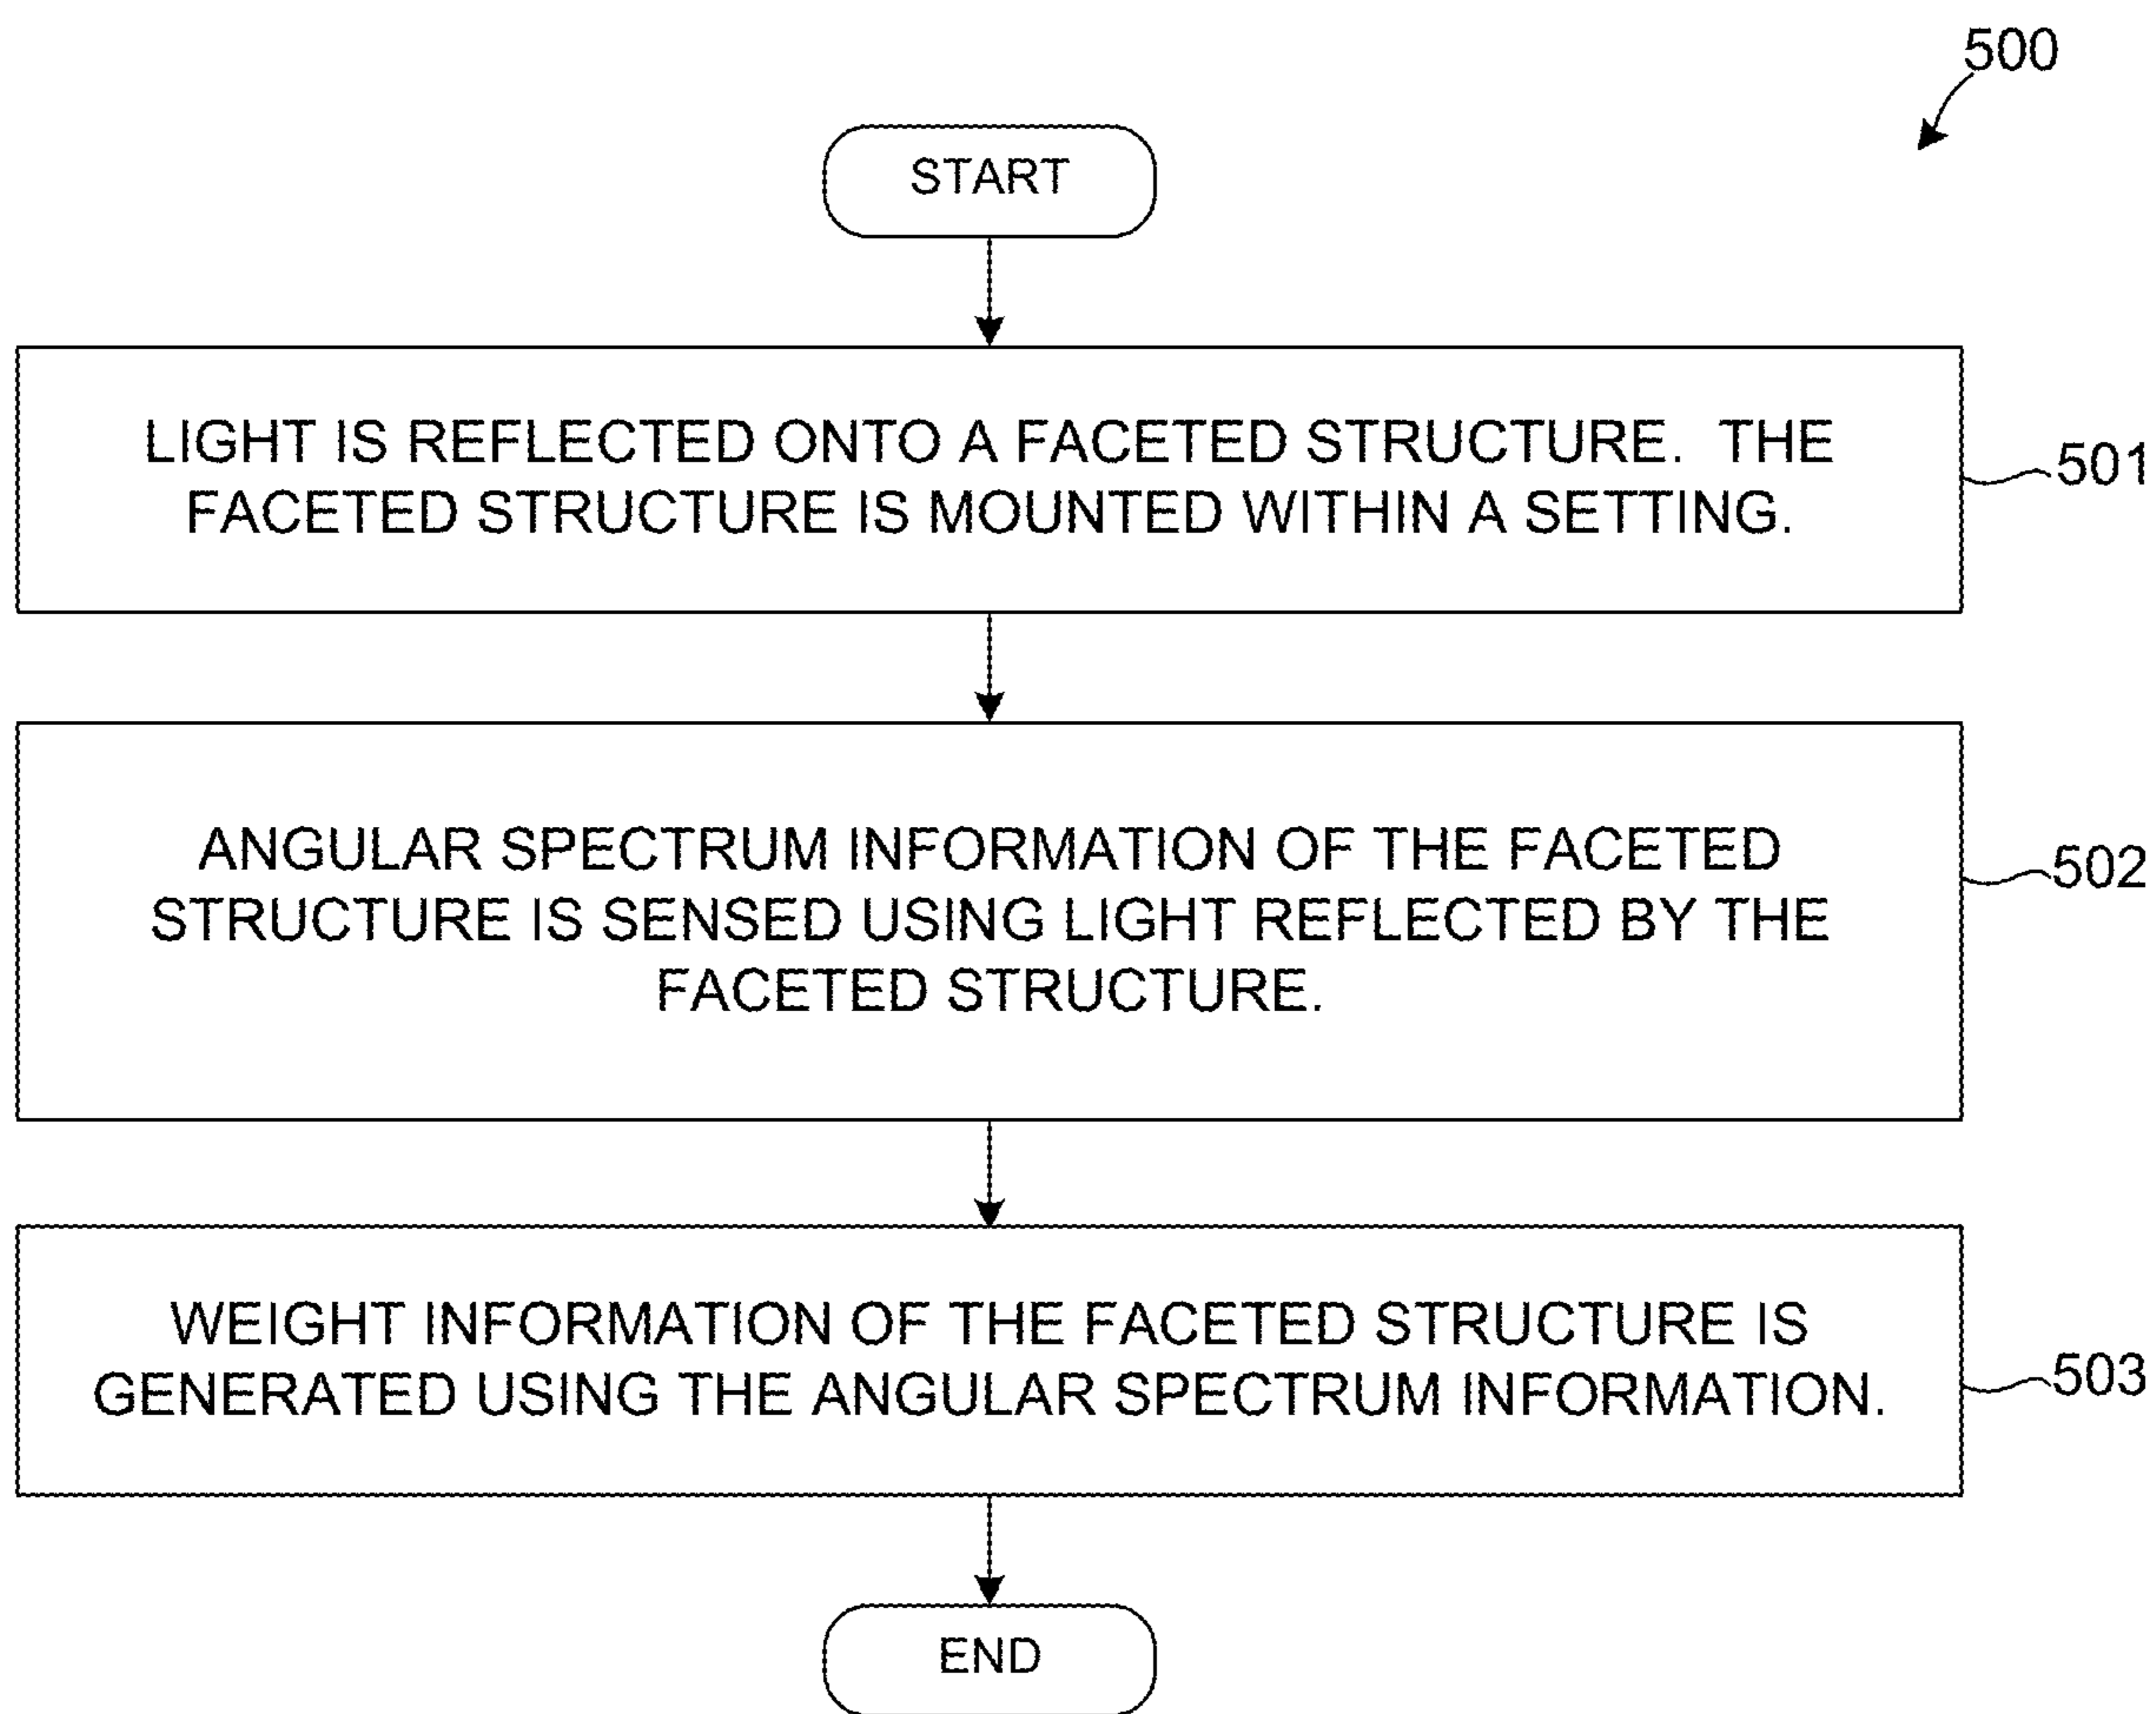 500
START
LIGHT IS REFLECTED ONTO A FACETED STRUCTURE. THE
FACETED STRUCTURE IS MOUNTED WITHIN A SETTING.
501
ANGULAR SPECTRUM INFORMATION OF THE FACETED
STRUCTURE IS SENSED USING LIGHT REFLECTED BY THE
FACETED STRUCTURE.
502
WEIGHT INFORMATION OF THE FACETED STRUCTURE IS
GENERATED USING THE ANGULAR SPECTRUM INFORMATION.
503
END